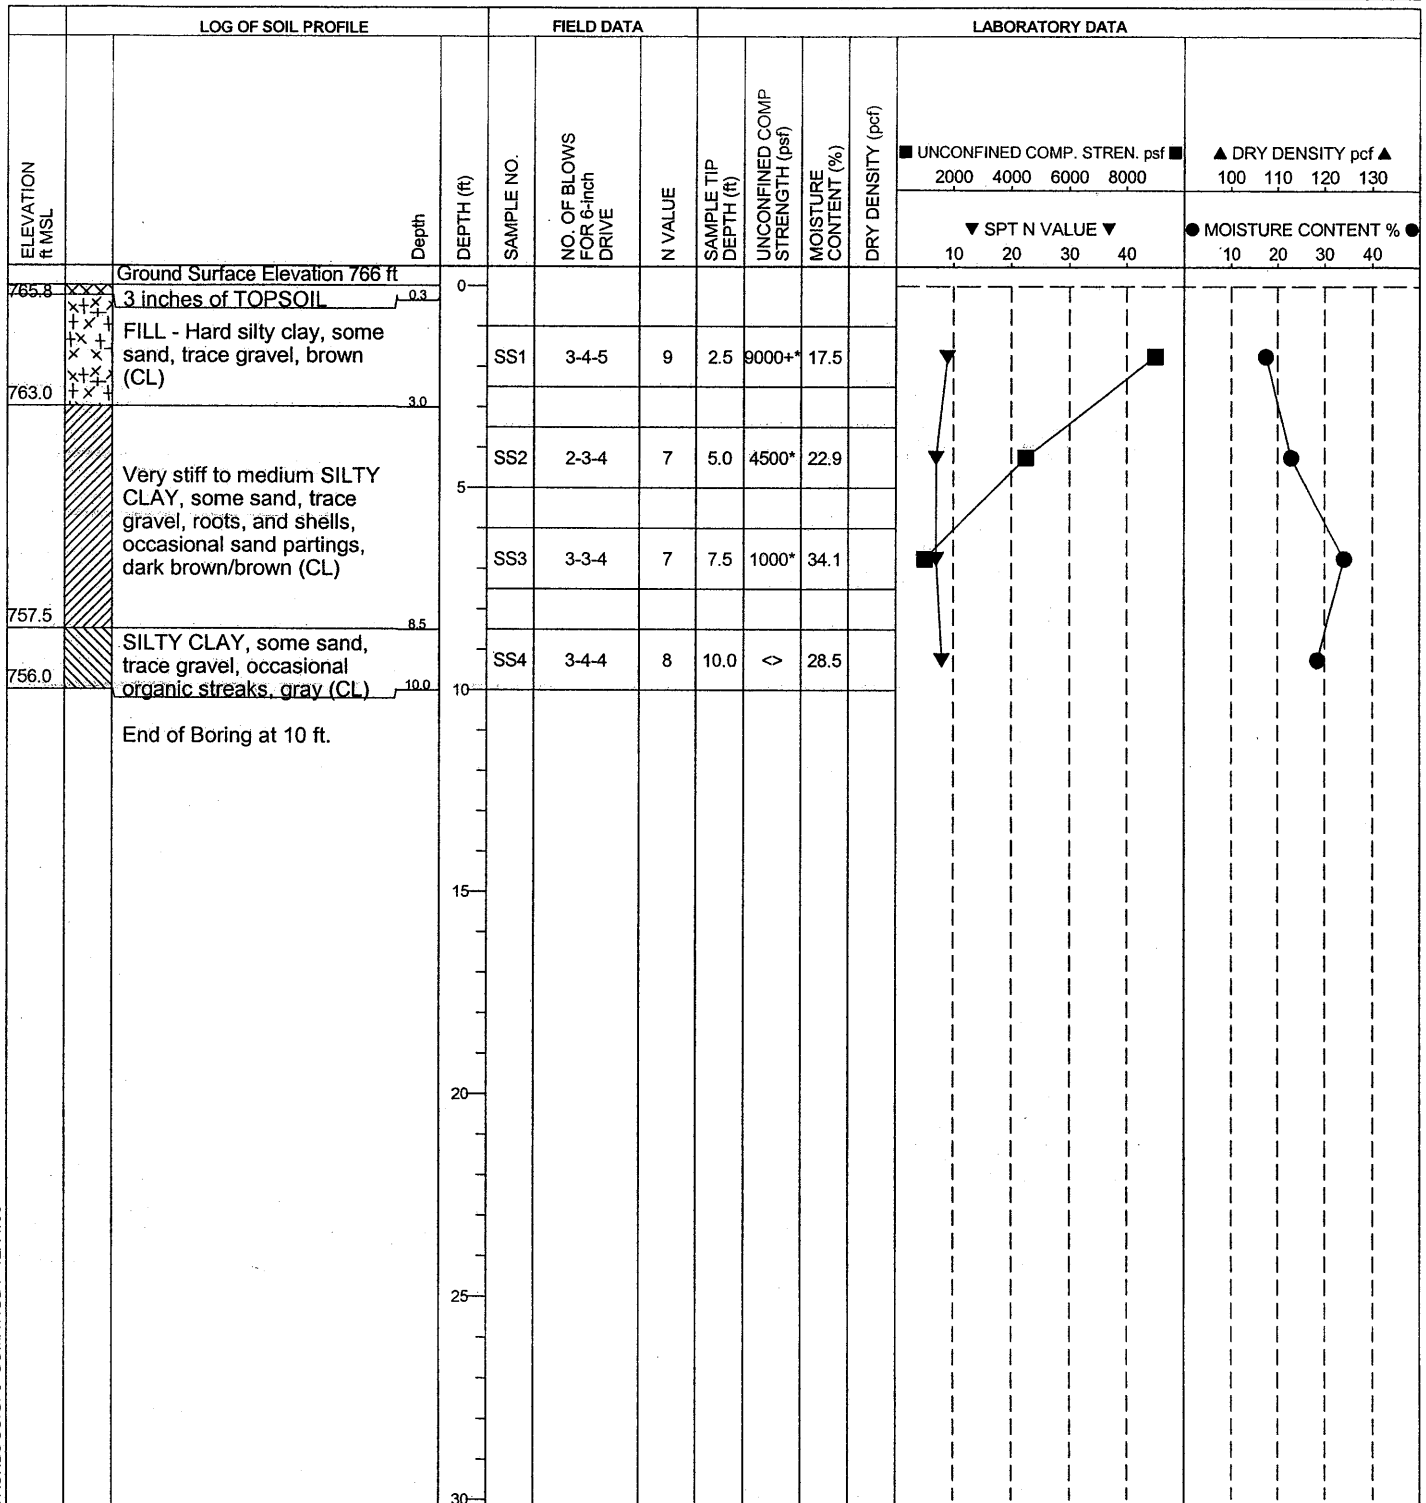 LOG OF SOIL PROFILE
FIELD DATA
LABORATORY DATA
ELEVATION
ft MSL
Depth
DEPTH (ft)
SAMPLE NO.
NO. OF BLOWS
FOR 6-inch
DRIVE
N VALUE
SAMPLE TIP
DEPTH (ft)
UNCONFINED COMP
STRENGTH (psf)
MOISTURE
CONTENT (%)
DRY DENSITY (pcf)
■ UNCONFINED COMP. STREN. psf ■
2000 4000 6000 8000
▼ SPT N VALUE ▼
10 20 30 40
▲ DRY DENSITY pcf ▲
100 110 120 130
● MOISTURE CONTENT % ●
10 20 30 40
Ground Surface Elevation 766 ft
0
765.8
3 inches of TOPSOIL
0.3
FILL - Hard silty clay, some
sand, trace gravel, brown
(CL)
SS1 3-4-5 9 2.5 9000+* 17.5
763.0
3.0
SS2 2-3-4 7 5.0 4500* 22.9
Very stiff to medium SILTY
CLAY, some sand, trace
gravel, roots, and shells,
occasional sand partings,
dark brown/brown (CL)
5
SS3 3-3-4 7 7.5 1000* 34.1
757.5
8.5
SILTY CLAY, some sand,
trace gravel, occasional
organic streaks, gray (CL)
SS4 3-4-4 8 10.0 <> 28.5
756.0
10.0
10
End of Boring at 10 ft.
15
20
25
30